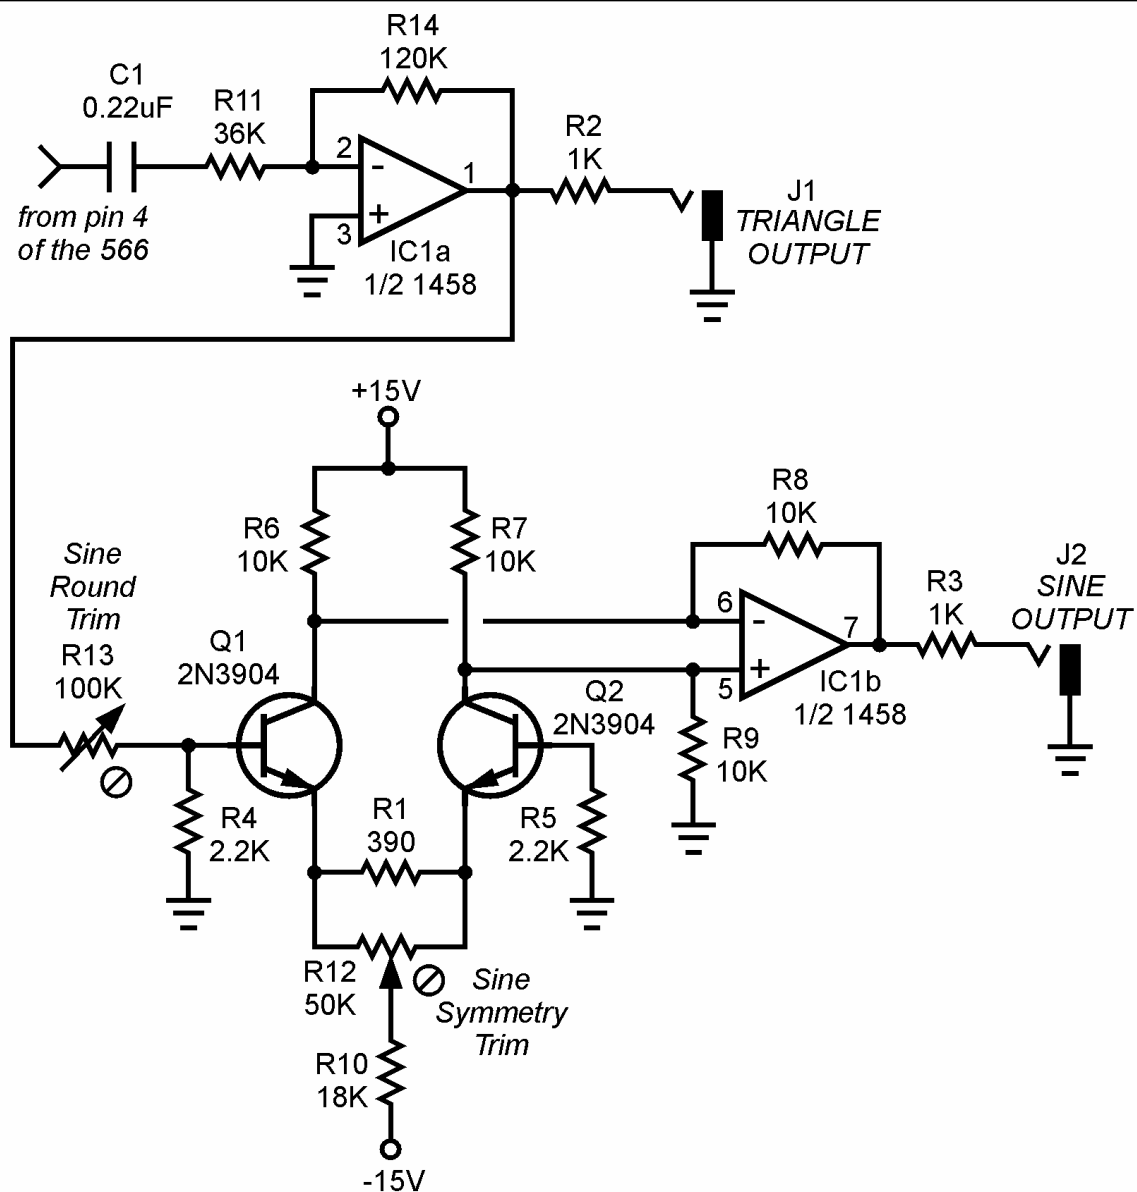 R14
120K
C1
0.22uF
R11
36K
R2
1K
2
-
1
+
3
from pin 4
of the 566
IC1a
1/2 1458
J1
TRIANGLE
OUTPUT
+15V
R6
10K
R7
10K
R8
10K
Sine
Round
Trim
R13
100K
Q1
2N3904
Q2
2N3904
6
-
7
+
5
IC1b
1/2 1458
R3
1K
J2
SINE
OUTPUT
R9
10K
R4
2.2K
R1
390
R5
2.2K
R12
50K
Sine
Symmetry
Trim
R10
18K
-15V